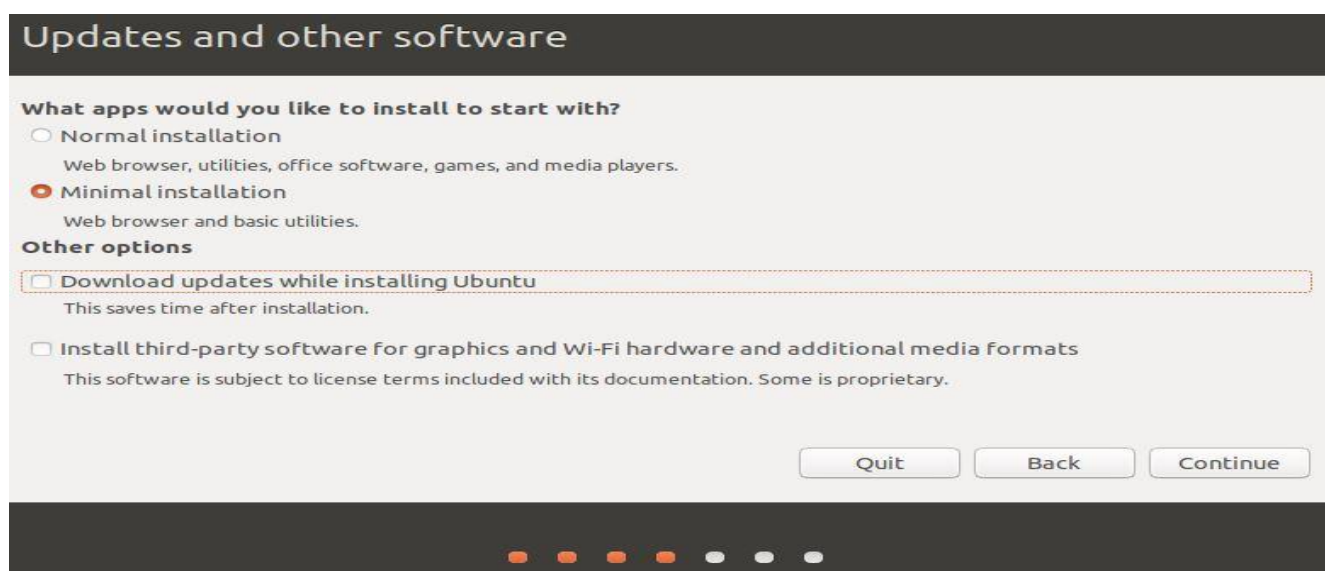 Updates and other software
What apps would you like to install to start with?
Normal installation
Web browser, utilities, office software, games, and media players.
Minimal installation
Web browser and basic utilities.
Other options
Download updates while installing Ubuntu
This saves time after installation.
Install third-party software for graphics and Wi-Fi hardware and additional media formats
This software is subject to license terms included with its documentation. Some is proprietary.
Quit Back Continue